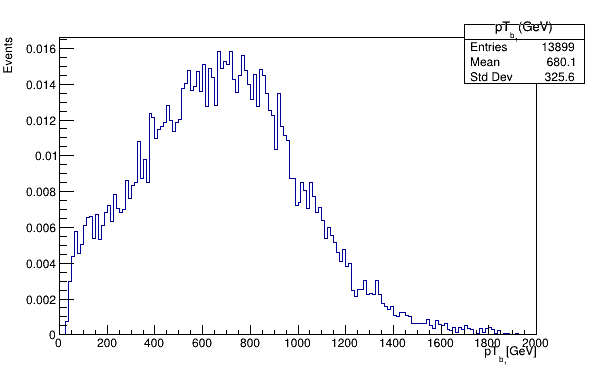 pT_b_1(GeV)
Entries 13899
Mean 680.1
Std Dev 325.6
Events
0.016
0.014
0.012
0.01
0.008
0.006
0.004
0.002
0
0 200 400 600 800 1000 1200 1400 1600 1800 2000
pT_b_1[GeV]